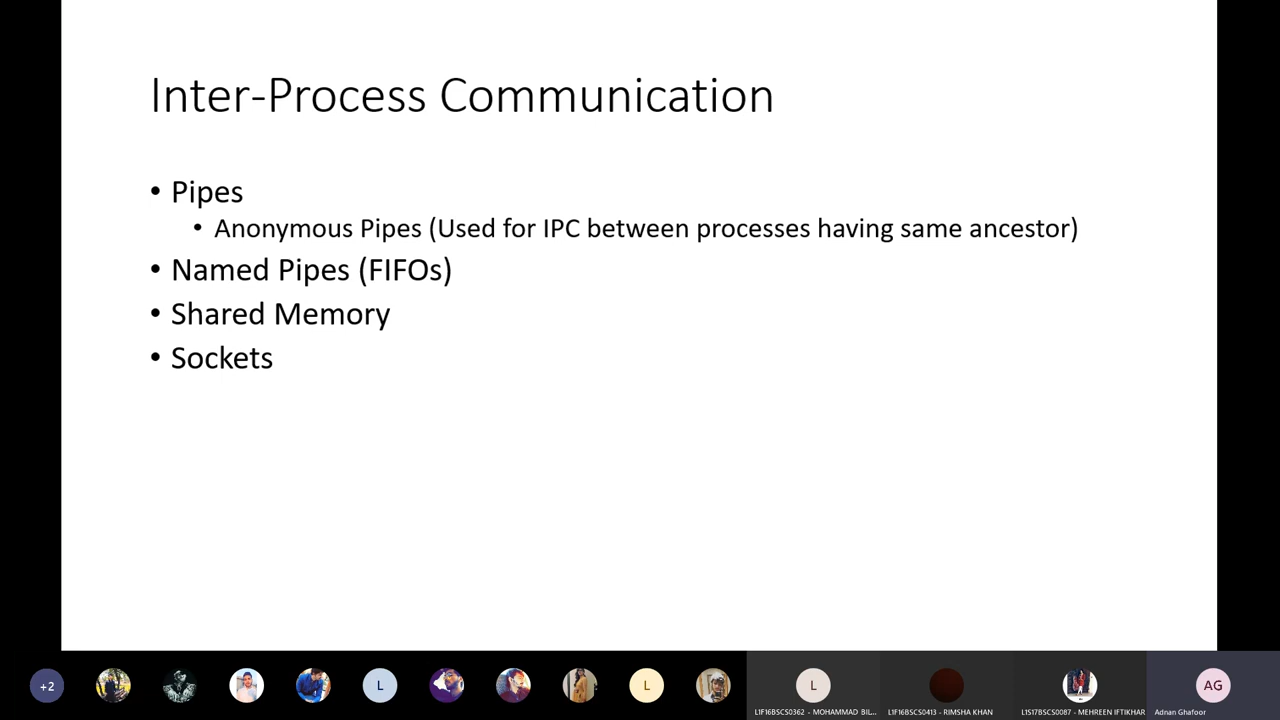 Inter-Process Communication
• Pipes
• Anonymous Pipes (Used for IPC between processes having same ancestor)
• Named Pipes (FIFOs)
• Shared Memory
• Sockets
+2
L
L
L
AG
L1F16BSCS0362 - MOHAMMAD BIL...
L1F16BSCS0413 - RIMSHA KHAN
L1S17BSCS0087 - MEHREEN IFTIKHAR
Adnan Ghafoor